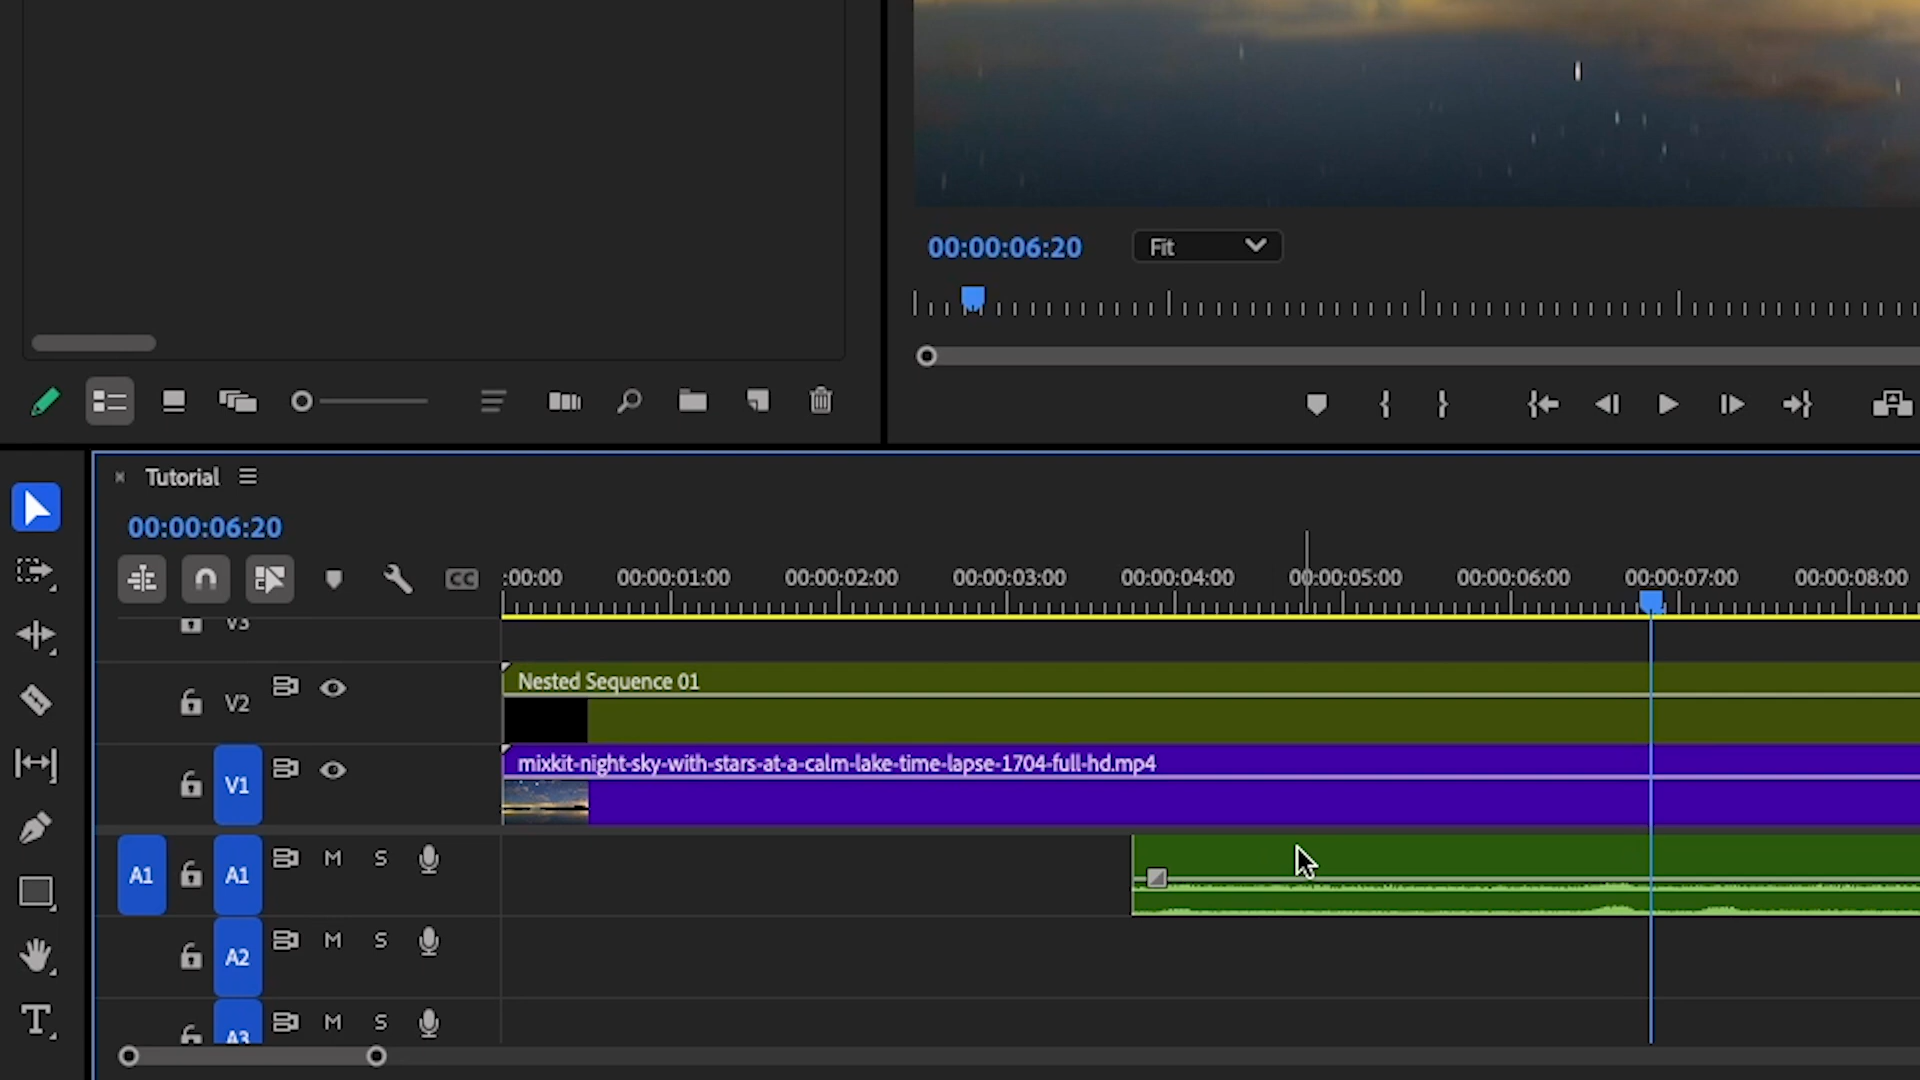 00:00:06:20
Fit
Tutorial
00:00:06:20
CC
:00:00 00:00:01:00 00:00:02:00 00:00:03:00 00:00:04:00 00:00:05:00 00:00:06:00 00:00:07:00 00:00:08:00
V3
V2
Nested Sequence 01
V1
mixkit-night-sky-with-stars-at-a-calm-lake-time-lapse-1704-full-hd.mp4
A1 A1 M S
A2 M S
A3 M S